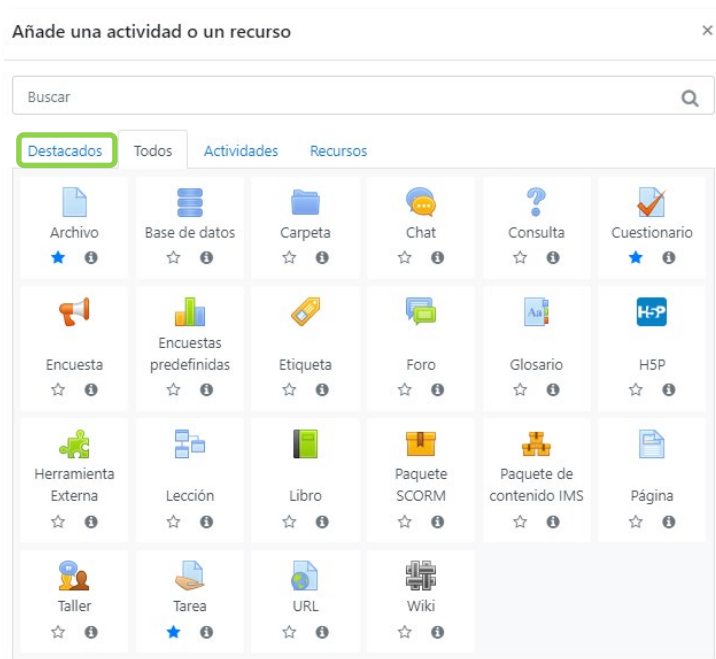 Añade una actividad o un recurso ×
Buscar
Destacados Todos Actividades Recursos
Archivo Base de datos Carpeta Chat Consulta Cuestionario
Encuesta
Encuestas
predefinidas
Etiqueta Foro
Aa
Glosario
H5P
H5P
Herramienta
Externa
Lección Libro
Paquete
SCORM
Paquete de
contenido IMS
Página
Taller Tarea URL Wiki